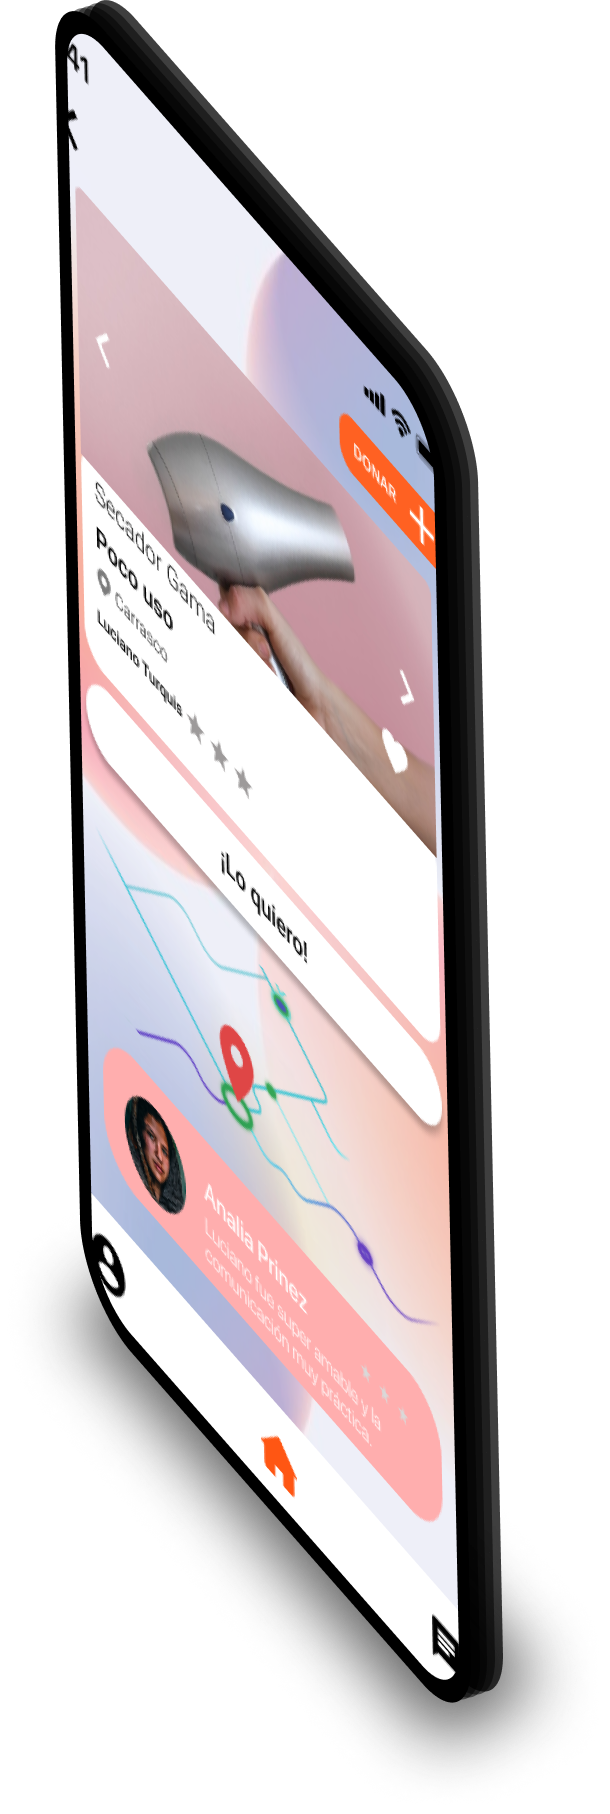 41
DONAR
Secador Gama
Poco uso
Carrasco
Luciano Turquis
¡Lo quiero!
Analia Prinez
Luciano fue super amable y la
comunicación muy práctica.